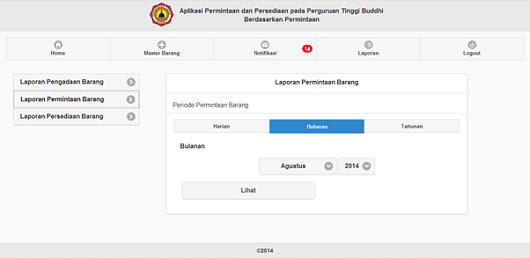 Aplikasi Permintaan dan Persediaan pada Perguruan Tinggi Buddhi
Berdasarkan Permintaan
Home
Master Barang
Notifikasi
14
Laporan
Logout
Laporan Pengadaan Barang
Laporan Permintaan Barang
Laporan Persediaan Barang
Laporan Permintaan Barang
Periode Permintaan Barang
Harian
Bulanan
Tahunan
Bulanan
Agustus
2014
Lihat
©2014